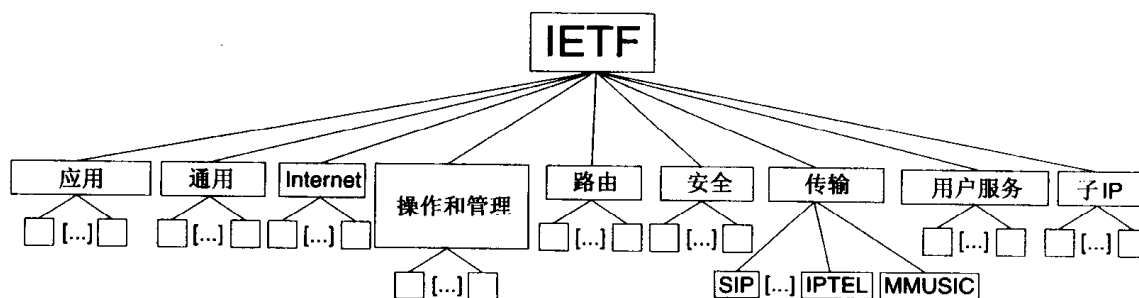 IETF
应用
通用
Internet
操作和管理
路由
安全
传输
用户服务
子IP
[...]
[...]
[...]
[...]
[...]
[...]
[...]
[...]
SIP [...] IPTEL MMUSIC